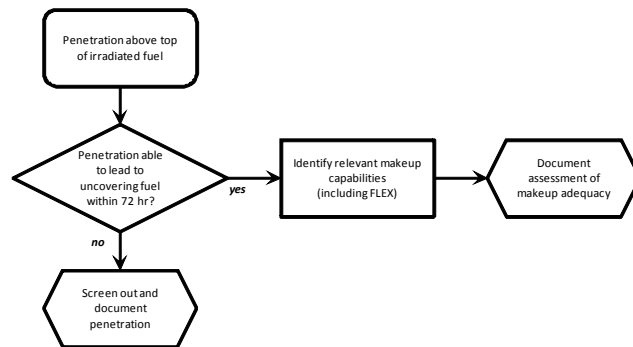 Penetration above top
of irradiated fuel
Penetration able
to lead to
uncovering fuel
within 72 hr?
yes
Identify relevant makeup
capabilities
(including FLEX)
Document
assessment of
makeup adequacy
no
Screen out and
document
penetration